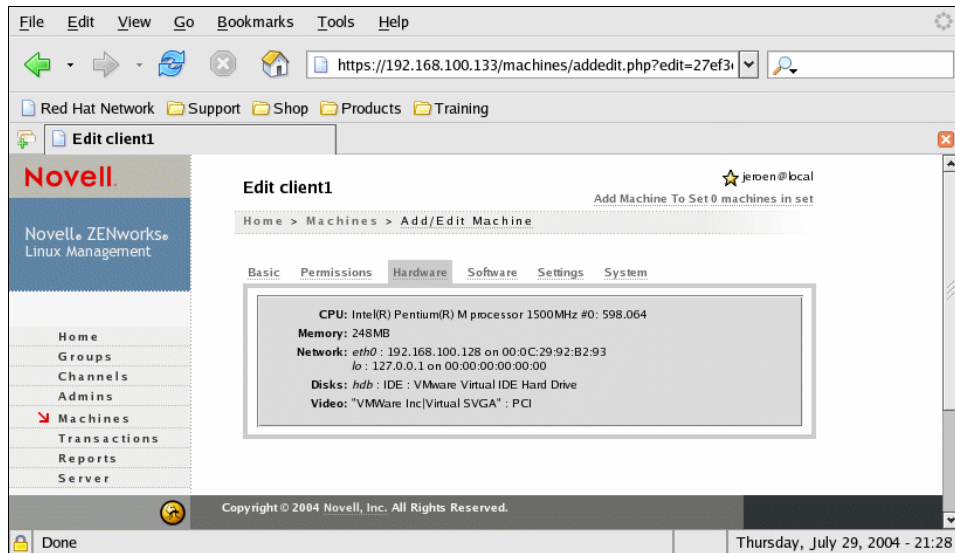 File Edit View Go Bookmarks Tools Help
https://192.168.100.133/machines/addedit.php?edit=27ef3
Red Hat Network Support Shop Products Training
Edit client1
Novell.
Novell® ZENworks®
Linux Management
Home
Groups
Channels
Admins
Machines
Transactions
Reports
Server
Edit client1
jeroen@local
Add Machine To Set 0 machines in set
Home > Machines > Add/Edit Machine
Basic Permissions Hardware Software Settings System
CPU: Intel(R) Pentium(R) M processor 1500MHz #0: 598.064
Memory: 248MB
Network: eth0 : 192.168.100.128 on 00:0C:29:92:B2:93
lo : 127.0.0.1 on 00:00:00:00:00:00
Disks: hdb : IDE : VMware Virtual IDE Hard Drive
Video: "VMWare Inc|Virtual SVGA" : PCI
Copyright © 2004 Novell, Inc. All Rights Reserved.
Done
Thursday, July 29, 2004 - 21:28